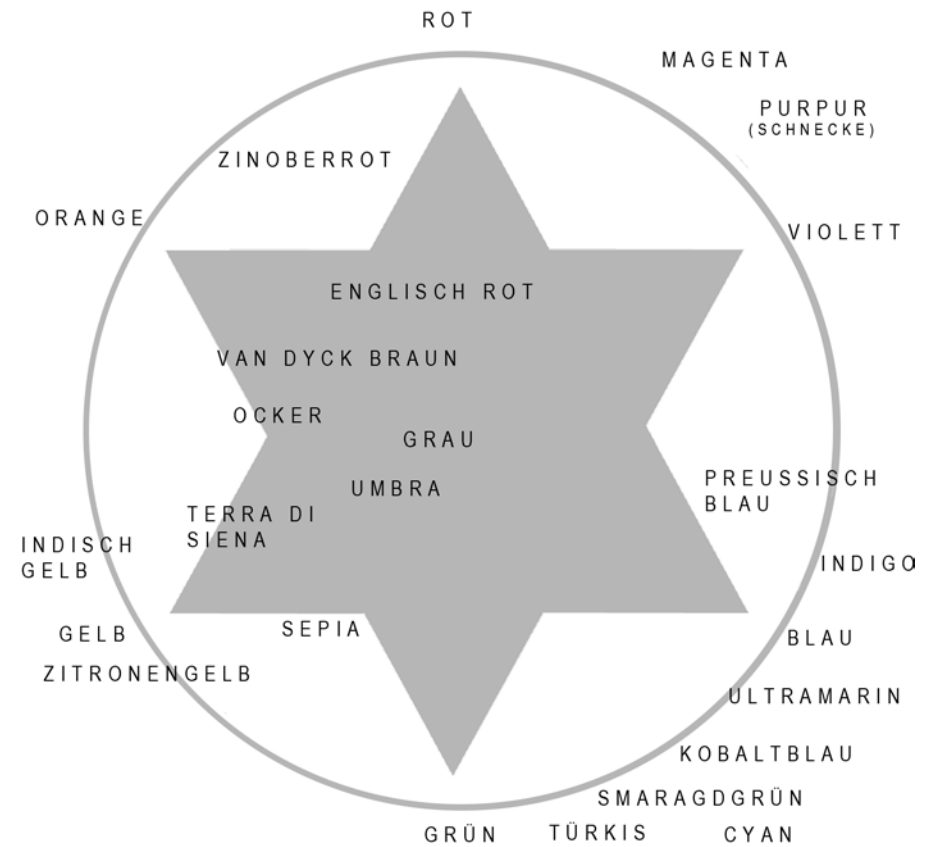 ROT
MAGENTA
PURPUR
(SCHNECKE)
ZINOBERROT
ORANGE
VIOLETT
ENGLISCH ROT
VAN DYCK BRAUN
OCKER
GRAU
PREUSSISCH
BLAU
UMBRA
TERRA DI
SIENA
INDISCH
GELB
INDIGO
SEPIA
GELB
BLAU
ZITRONENGELB
ULTRAMARIN
KOBALTBLAU
SMARAGDGRÜN
GRÜN
TÜRKIS
CYAN